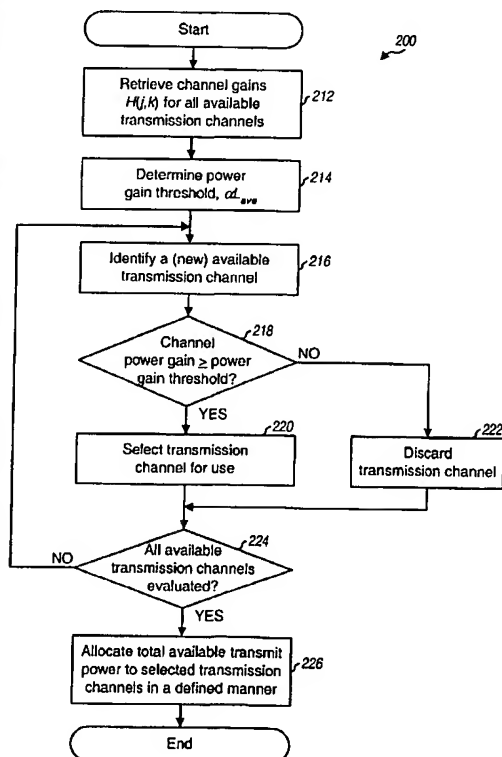 Start
200
Retrieve channel gains
H(j,k) for all available
transmission channels
212
Determine power
gain threshold, αL_ave
214
Identify a (new) available
transmission channel
216
218
Channel
power gain ≥ power
gain threshold?
NO
YES
220
Select transmission
channel for use
222
Discard
transmission channel
224
NO
All available
transmission channels
evaluated?
YES
Allocate total available transmit
power to selected transmission
channels in a defined manner
226
End